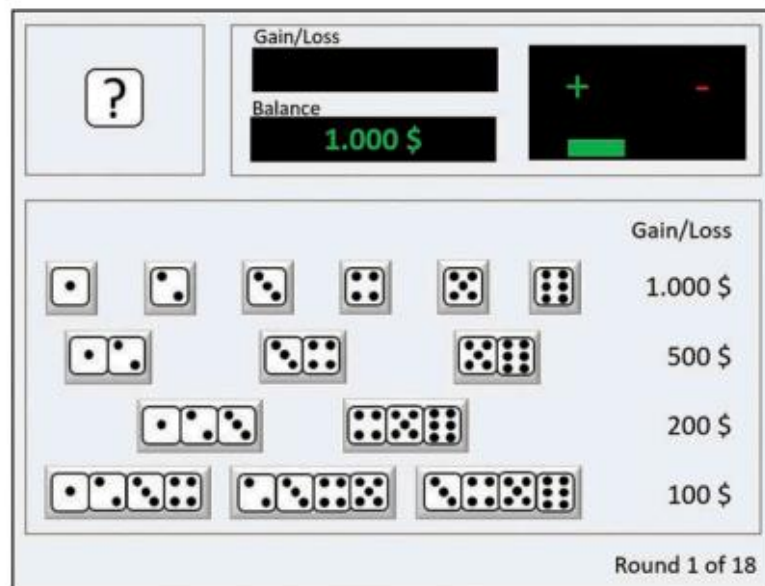 ?
Gain/Loss
Balance
1.000 $
+ -
Gain/Loss
1.000 $
500 $
200 $
100 $
Round 1 of 18